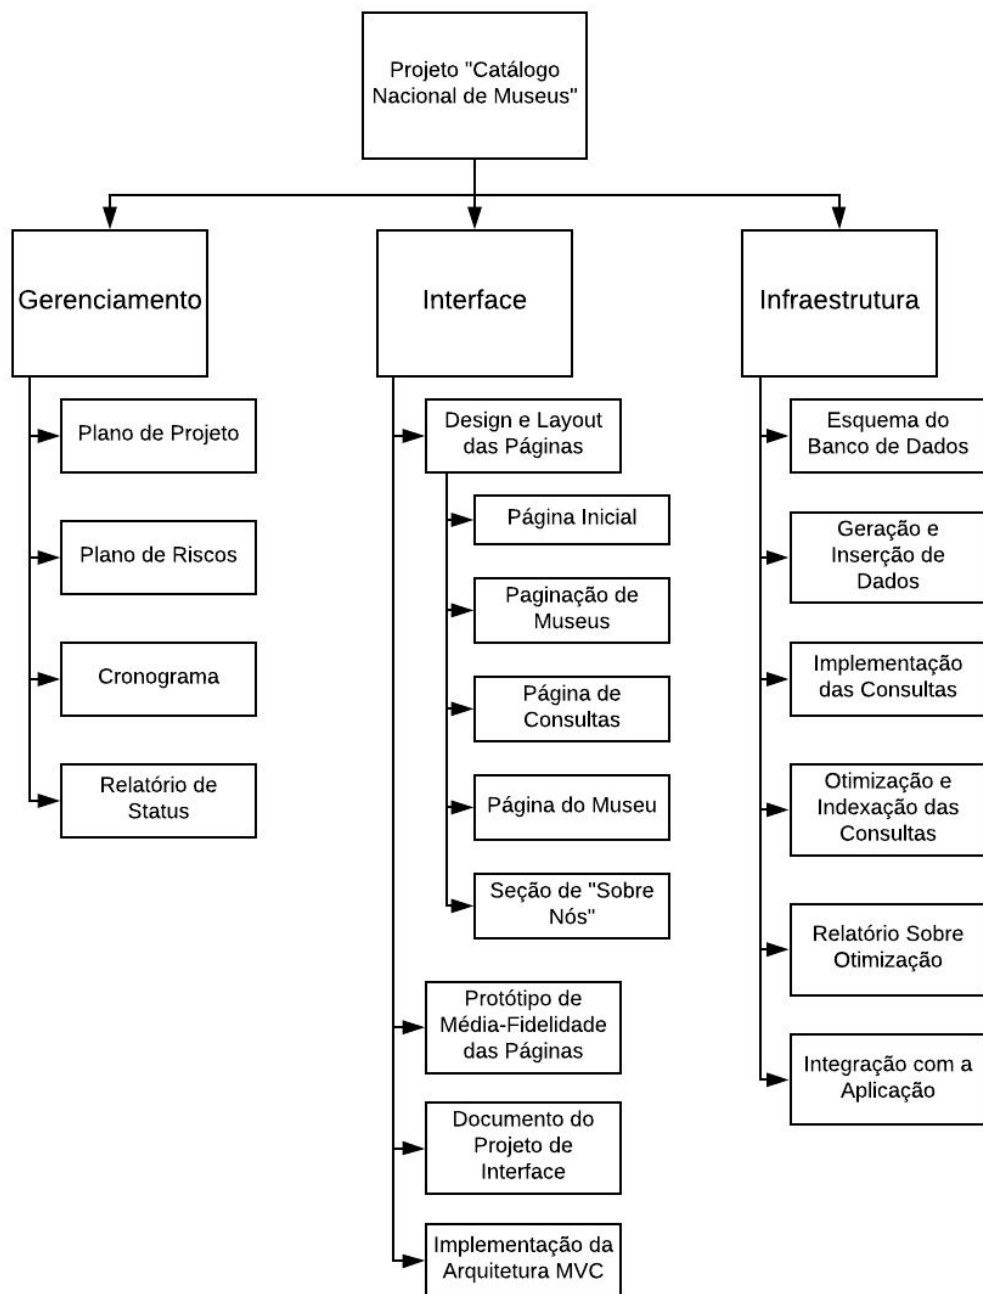 Projeto "Catálogo
Nacional de Museus"
Gerenciamento
Plano de Projeto
Plano de Riscos
Cronograma
Relatório de
Status
Interface
Design e Layout
das Páginas
Página Inicial
Paginação de
Museus
Página de
Consultas
Página do Museu
Seção de "Sobre
Nós"
Protótipo de
Média-Fidelidade
das Páginas
Documento do
Projeto de
Interface
Implementação da
Arquitetura MVC
Infraestrutura
Esquema do
Banco de Dados
Geração e
Inserção de
Dados
Implementação
das Consultas
Otimização e
Indexação das
Consultas
Relatório Sobre
Otimização
Integração com a
Aplicação